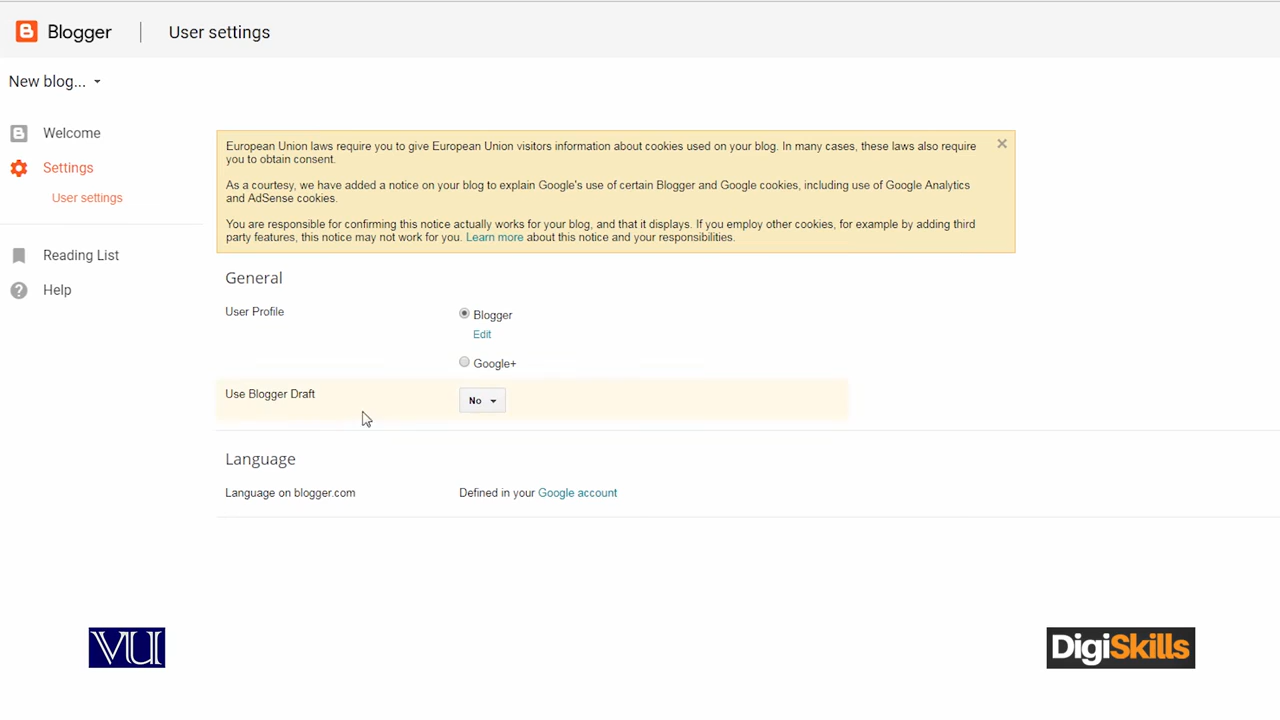 Blogger
User settings
New blog...
Welcome
Settings
User settings
Reading List
Help
European Union laws require you to give European Union visitors information about cookies used on your blog. In many cases, these laws also require
you to obtain consent.
As a courtesy, we have added a notice on your blog to explain Google's use of certain Blogger and Google cookies, including use of Google Analytics
and AdSense cookies.
You are responsible for confirming this notice actually works for your blog, and that it displays. If you employ other cookies, for example by adding third
party features, this notice may not work for you. Learn more about this notice and your responsibilities.
General
User Profile
Blogger
Edit
Google+
Use Blogger Draft
No
Language
Language on blogger.com
Defined in your Google account
VU
DigiSkills